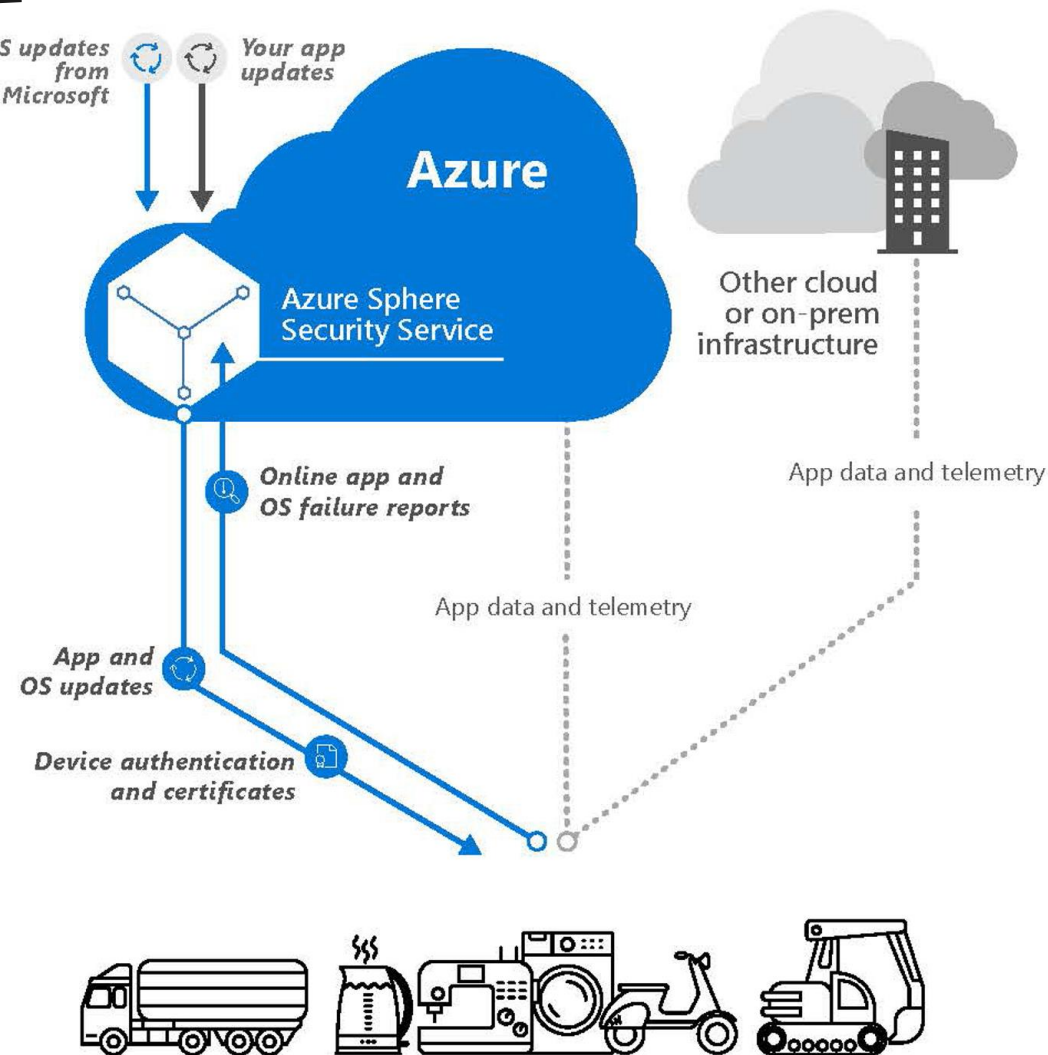 S updates
from
Microsoft
Your app
updates
Azure
Azure Sphere
Security Service
Other cloud
or on-prem
infrastructure
Online app and
OS failure reports
App data and telemetry
App data and telemetry
App and
OS updates
Device authentication
and certificates